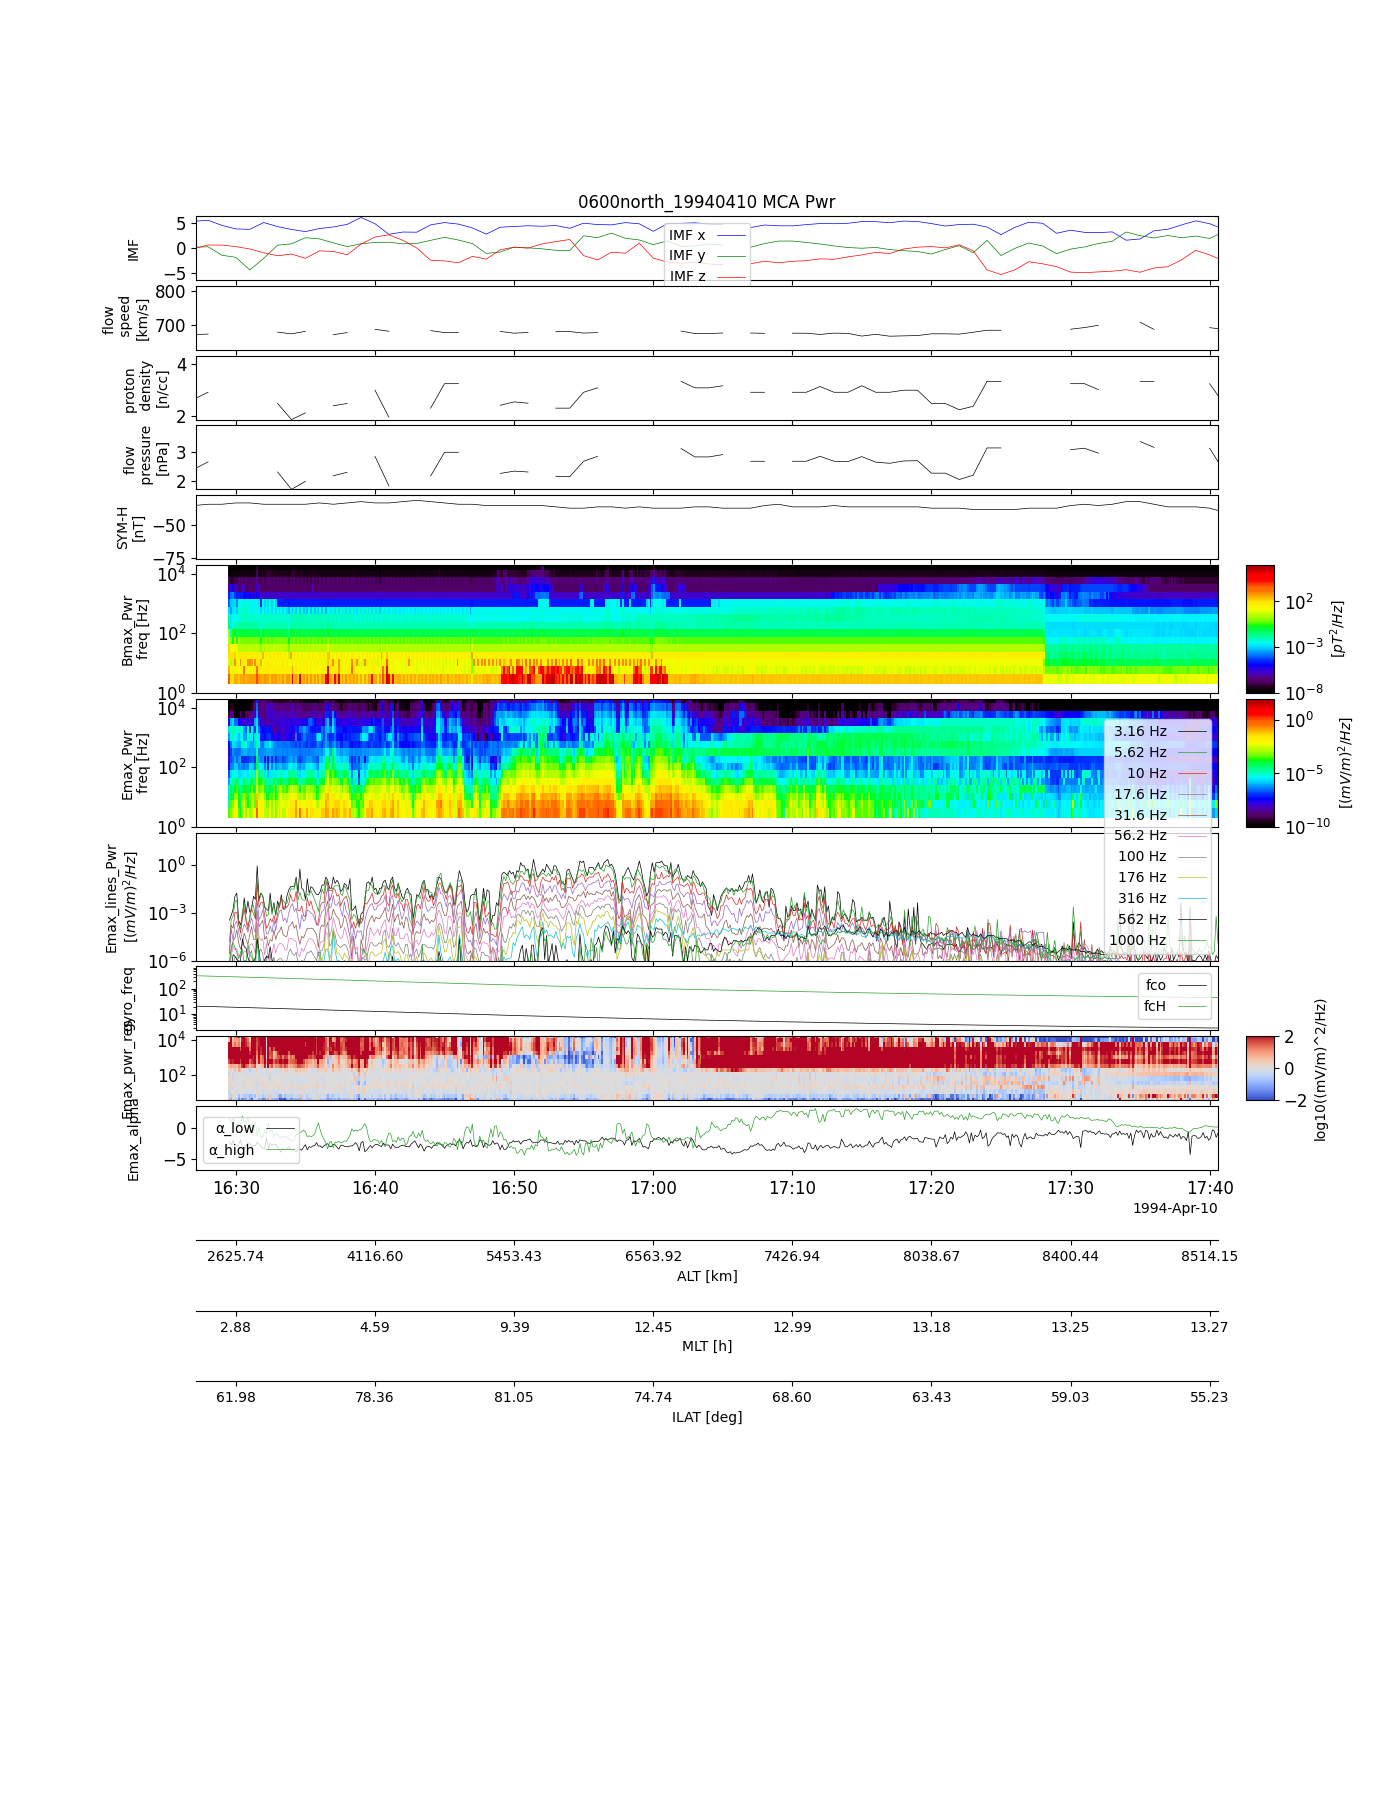 0600north_19940410 MCA Pwr
5
0
−5
IMF
IMF x
IMF y
IMF z
800
700
flow
speed
[km/s]
4
2
proton
density
[n/cc]
3
2
flow
pressure
[nPa]
−50
−75
SYM-H
[nT]
10^4
10^2
10^0
Bmax_Pwr
freq [Hz]
10^2
10^−3
10^−8
[pT^2/Hz]
10^4
10^2
10^0
Emax_Pwr
freq [Hz]
10^0
10^−5
10^−10
[(mV/m)^2/Hz]
3.16 Hz
5.62 Hz
10 Hz
17.6 Hz
31.6 Hz
56.2 Hz
100 Hz
176 Hz
316 Hz
562 Hz
1000 Hz
10^0
10^−3
10^−6
Emax_lines_Pwr
[(mV/m)^2/Hz]
10^2
10^1
gyro_freq
fco
fcH
10^4
10^2
Emax_pwr_reg
2
0
−2
log10((mV/m)^2/Hz)
0
−5
Emax_alpha
α_low
α_high
16:30 16:40 16:50 17:00 17:10 17:20 17:30 17:40
1994-Apr-10
2625.74 4116.60 5453.43 6563.92 7426.94 8038.67 8400.44 8514.15
ALT [km]
2.88 4.59 9.39 12.45 12.99 13.18 13.25 13.27
MLT [h]
61.98 78.36 81.05 74.74 68.60 63.43 59.03 55.23
ILAT [deg]